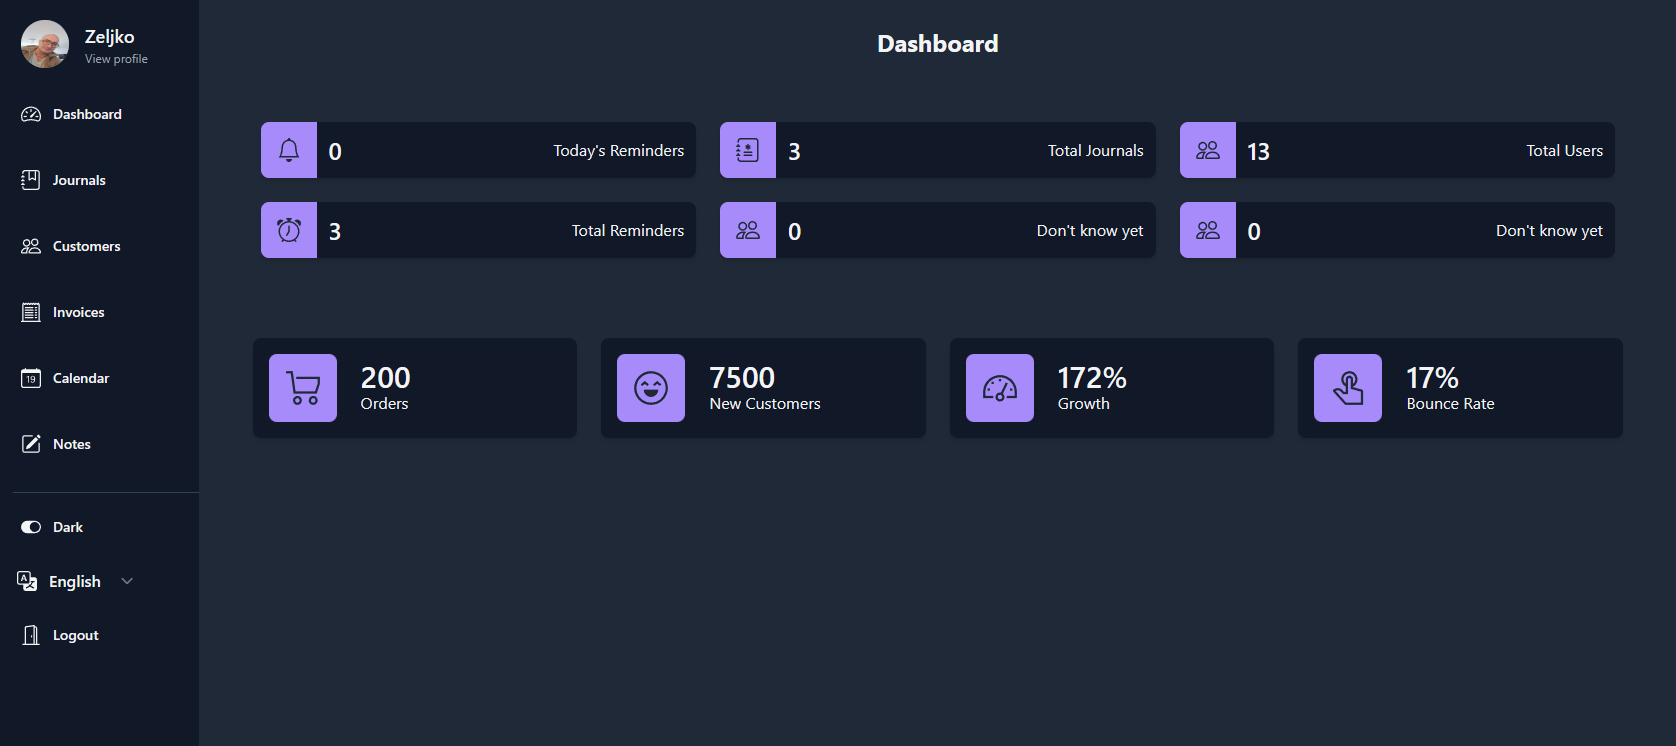 Zeljko
View profile
Dashboard
Journals
Customers
Invoices
19
Calendar
Notes
Dark
A
English
Logout
Dashboard
0 Today's Reminders
3 Total Journals
13 Total Users
3 Total Reminders
0 Don't know yet
0 Don't know yet
200
Orders
7500
New Customers
172%
Growth
17%
Bounce Rate